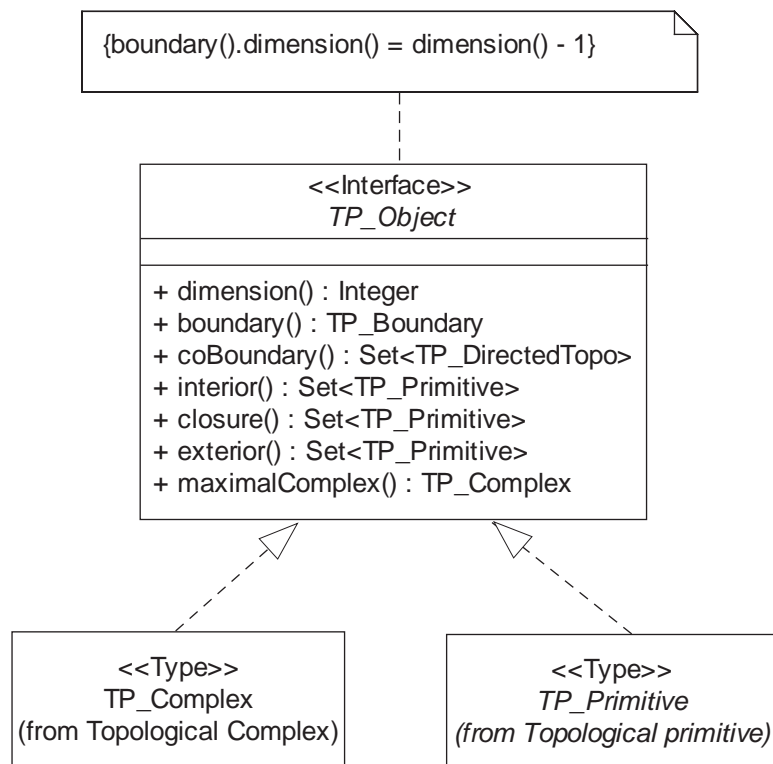 {boundary().dimension() = dimension() - 1}
<<Interface>>
TP_Object
+ dimension() : Integer
+ boundary() : TP_Boundary
+ coBoundary() : Set<TP_DirectedTopo>
+ interior() : Set<TP_Primitive>
+ closure() : Set<TP_Primitive>
+ exterior() : Set<TP_Primitive>
+ maximalComplex() : TP_Complex
<<Type>>
TP_Complex
(from Topological Complex)
<<Type>>
TP_Primitive
(from Topological primitive)